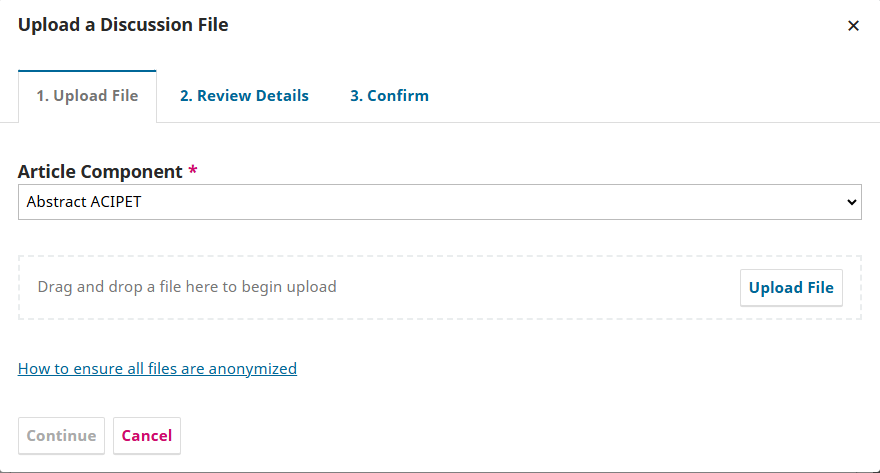 Upload a Discussion File
1. Upload File 2. Review Details 3. Confirm
Article Component *
Abstract ACIPET
Drag and drop a file here to begin upload Upload File
How to ensure all files are anonymized
Continue Cancel